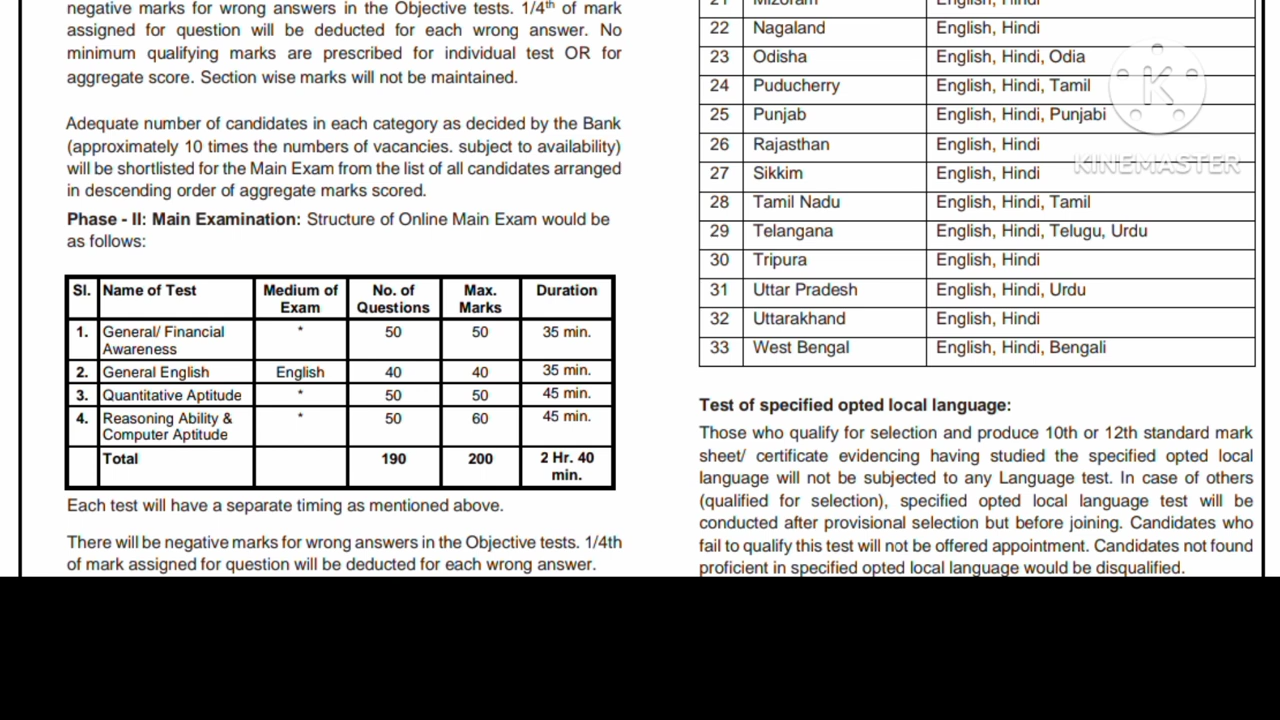 negative marks for wrong answers in the Objective tests. 1/4th of mark
assigned for question will be deducted for each wrong answer. No
minimum qualifying marks are prescribed for individual test OR for
aggregate score. Section wise marks will not be maintained.
Adequate number of candidates in each category as decided by the Bank
(approximately 10 times the numbers of vacancies. subject to availability)
will be shortlisted for the Main Exam from the list of all candidates arranged
in descending order of aggregate marks scored.
Phase - II: Main Examination: Structure of Online Main Exam would be
as follows:
Sl. Name of Test Medium of Exam No. of Questions Max. Marks Duration
1. General/ Financial Awareness * 50 50 35 min.
2. General English English 40 40 35 min.
3. Quantitative Aptitude * 50 50 45 min.
4. Reasoning Ability & Computer Aptitude * 50 60 45 min.
Total 190 200 2 Hr. 40 min.
Each test will have a separate timing as mentioned above.
There will be negative marks for wrong answers in the Objective tests. 1/4th
of mark assigned for question will be deducted for each wrong answer.
21 Mizoram English, Hindi
22 Nagaland English, Hindi
23 Odisha English, Hindi, Odia
24 Puducherry English, Hindi, Tamil
25 Punjab English, Hindi, Punjabi
26 Rajasthan English, Hindi
27 Sikkim English, Hindi
28 Tamil Nadu English, Hindi, Tamil
29 Telangana English, Hindi, Telugu, Urdu
30 Tripura English, Hindi
31 Uttar Pradesh English, Hindi, Urdu
32 Uttarakhand English, Hindi
33 West Bengal English, Hindi, Bengali
Test of specified opted local language:
Those who qualify for selection and produce 10th or 12th standard mark
sheet/ certificate evidencing having studied the specified opted local
language will not be subjected to any Language test. In case of others
(qualified for selection), specified opted local language test will be
conducted after provisional selection but before joining. Candidates who
fail to qualify this test will not be offered appointment. Candidates not found
proficient in specified opted local language would be disqualified.
K
KINEMASTER